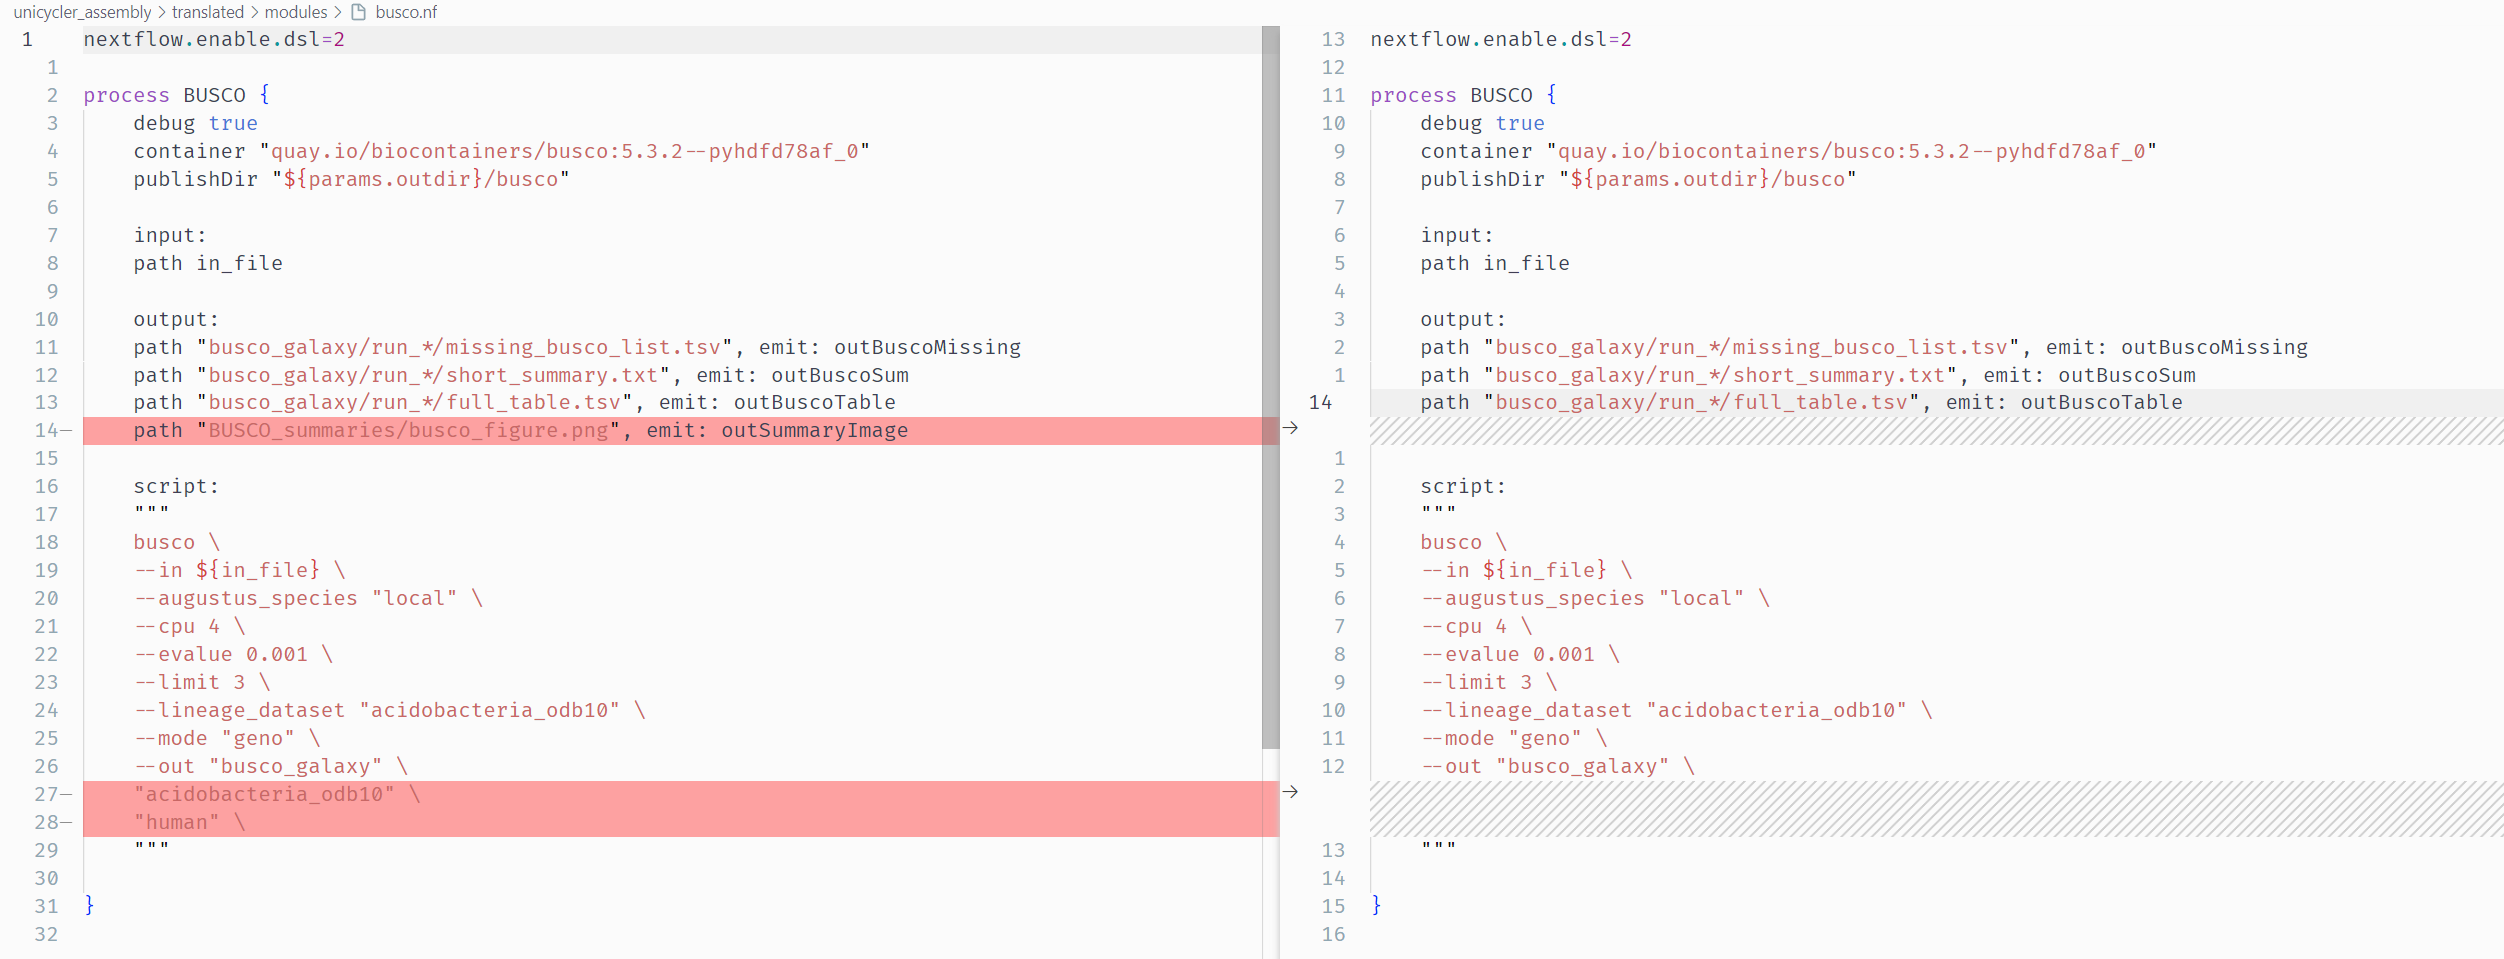 unicycler_assembly > translated > modules > busco.nf
1 nextflow.enable.dsl=2
1
2 process BUSCO {
3 debug true
4 container "quay.io/biocontainers/busco:5.3.2--pyhdfd78af_0"
5 publishDir "${params.outdir}/busco"
6
7 input:
8 path in_file
9
10 output:
11 path "busco_galaxy/run_*/missing_busco_list.tsv", emit: outBuscoMissing
12 path "busco_galaxy/run_*/short_summary.txt", emit: outBuscoSum
13 path "busco_galaxy/run_*/full_table.tsv", emit: outBuscoTable
14— path "BUSCO_summaries/busco_figure.png", emit: outSummaryImage
15
16 script:
17 """
18 busco \
19 --in ${in_file} \
20 --augustus_species "local" \
21 --cpu 4 \
22 --evalue 0.001 \
23 --limit 3 \
24 --lineage_dataset "acidobacteria_odb10" \
25 --mode "geno" \
26 --out "busco_galaxy" \
27— "acidobacteria_odb10" \
28— "human" \
29 """
30
31 }
32
13 nextflow.enable.dsl=2
12
11 process BUSCO {
10 debug true
9 container "quay.io/biocontainers/busco:5.3.2--pyhdfd78af_0"
8 publishDir "${params.outdir}/busco"
7
6 input:
5 path in_file
4
3 output:
2 path "busco_galaxy/run_*/missing_busco_list.tsv", emit: outBuscoMissing
1 path "busco_galaxy/run_*/short_summary.txt", emit: outBuscoSum
14 path "busco_galaxy/run_*/full_table.tsv", emit: outBuscoTable
→
1
2 script:
3 """
4 busco \
5 --in ${in_file} \
6 --augustus_species "local" \
7 --cpu 4 \
8 --evalue 0.001 \
9 --limit 3 \
10 --lineage_dataset "acidobacteria_odb10" \
11 --mode "geno" \
12 --out "busco_galaxy" \
→
13 """
14
15 }
16